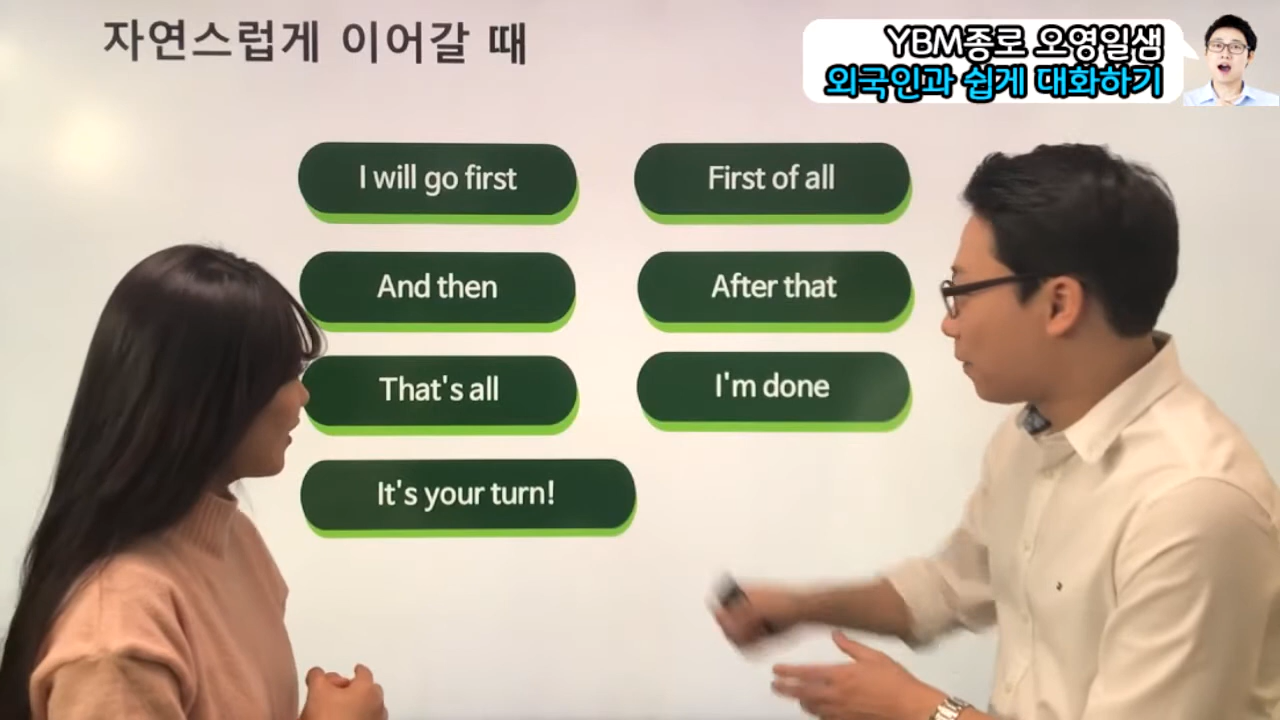 자연스럽게 이어갈 때
YBM종로 오영일샘
외국인과 쉽게 대화하기
I will go first
First of all
And then
After that
That's all
I'm done
It's your turn!